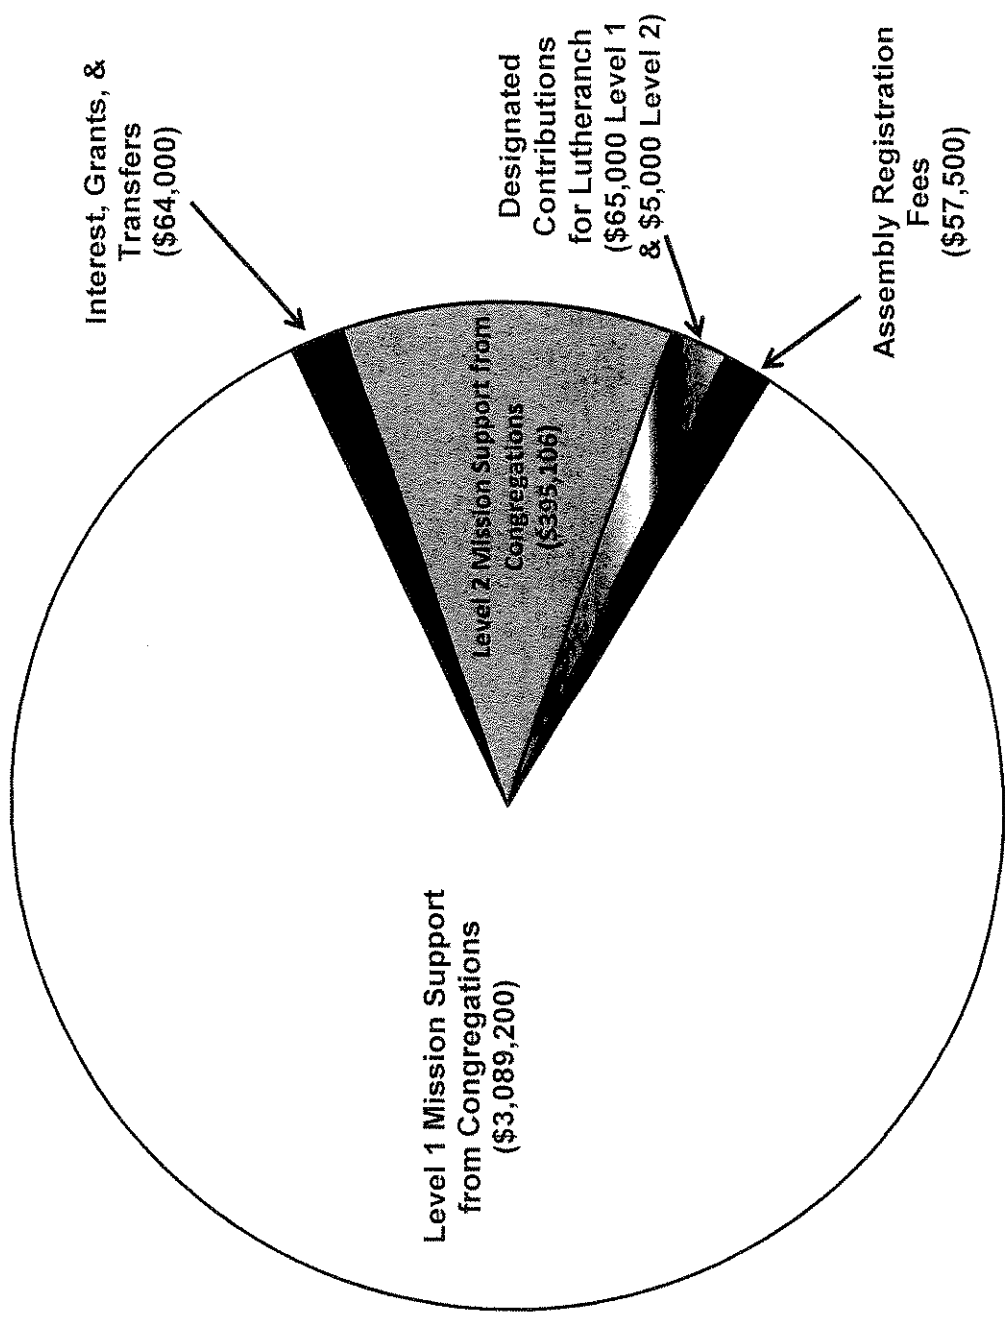 Interest, Grants, &
Transfers
($64,000)
Designated
Contributions
for Lutheranch
($65,000 Level 1
& $5,000 Level 2)
Assembly Registration
Fees
($57,500)
Level 2 Mission Support from
Congregations
($395,106)
Level 1 Mission Support
from Congregations
($3,089,200)